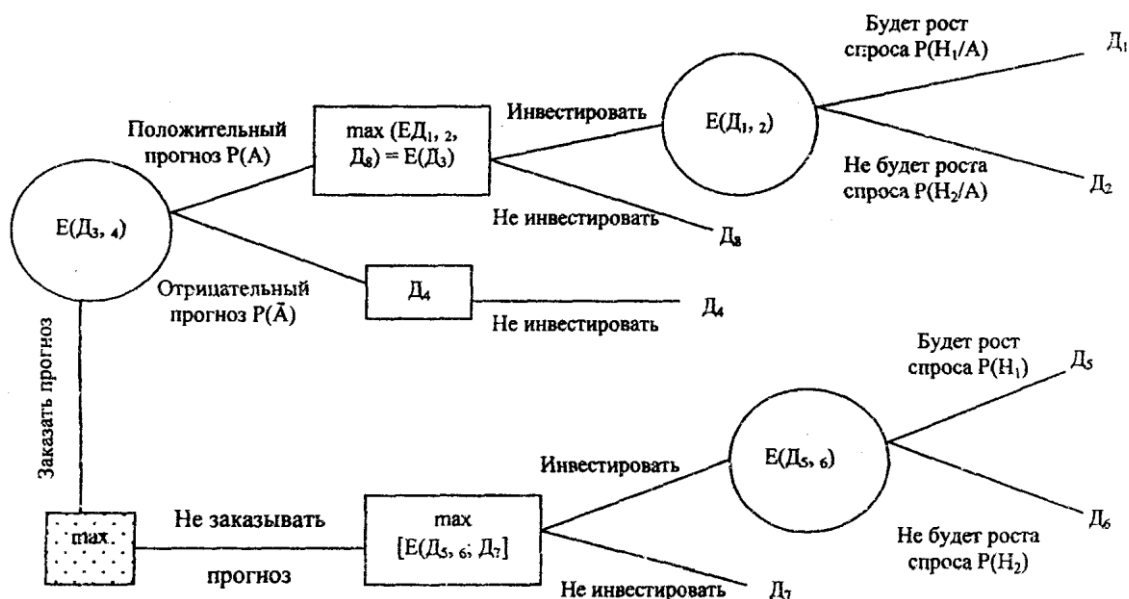 Будет рост
спроса P(H₁/A)
Д₁
Инвестировать
E(Д₁, ₂)
Положительный
прогноз P(A)
max (EД₁, ₂,
Д₈) = E(Д₃)
Не будет роста
спроса P(H₂/A)
Д₂
E(Д₃, ₄)
Не инвестировать
Д₈
Отрицательный
прогноз P(Ā)
Д₄
Не инвестировать
Д₄
Заказать прогноз
Будет рост
спроса P(H₁)
Д₅
Инвестировать
E(Д₅, ₆)
max
Не заказывать
прогноз
max
[E(Д₅, ₆; Д₇]
Д₆
Не будет роста
спроса P(H₂)
Не инвестировать
Д₇